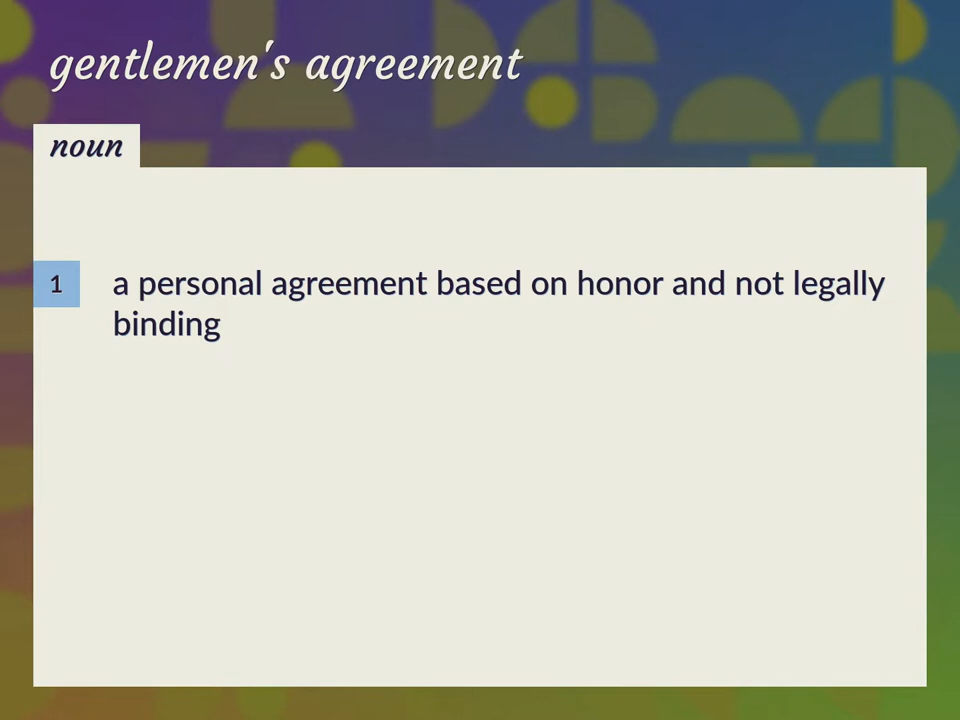 gentlemen's agreement
noun
1
a personal agreement based on honor and not legally
binding